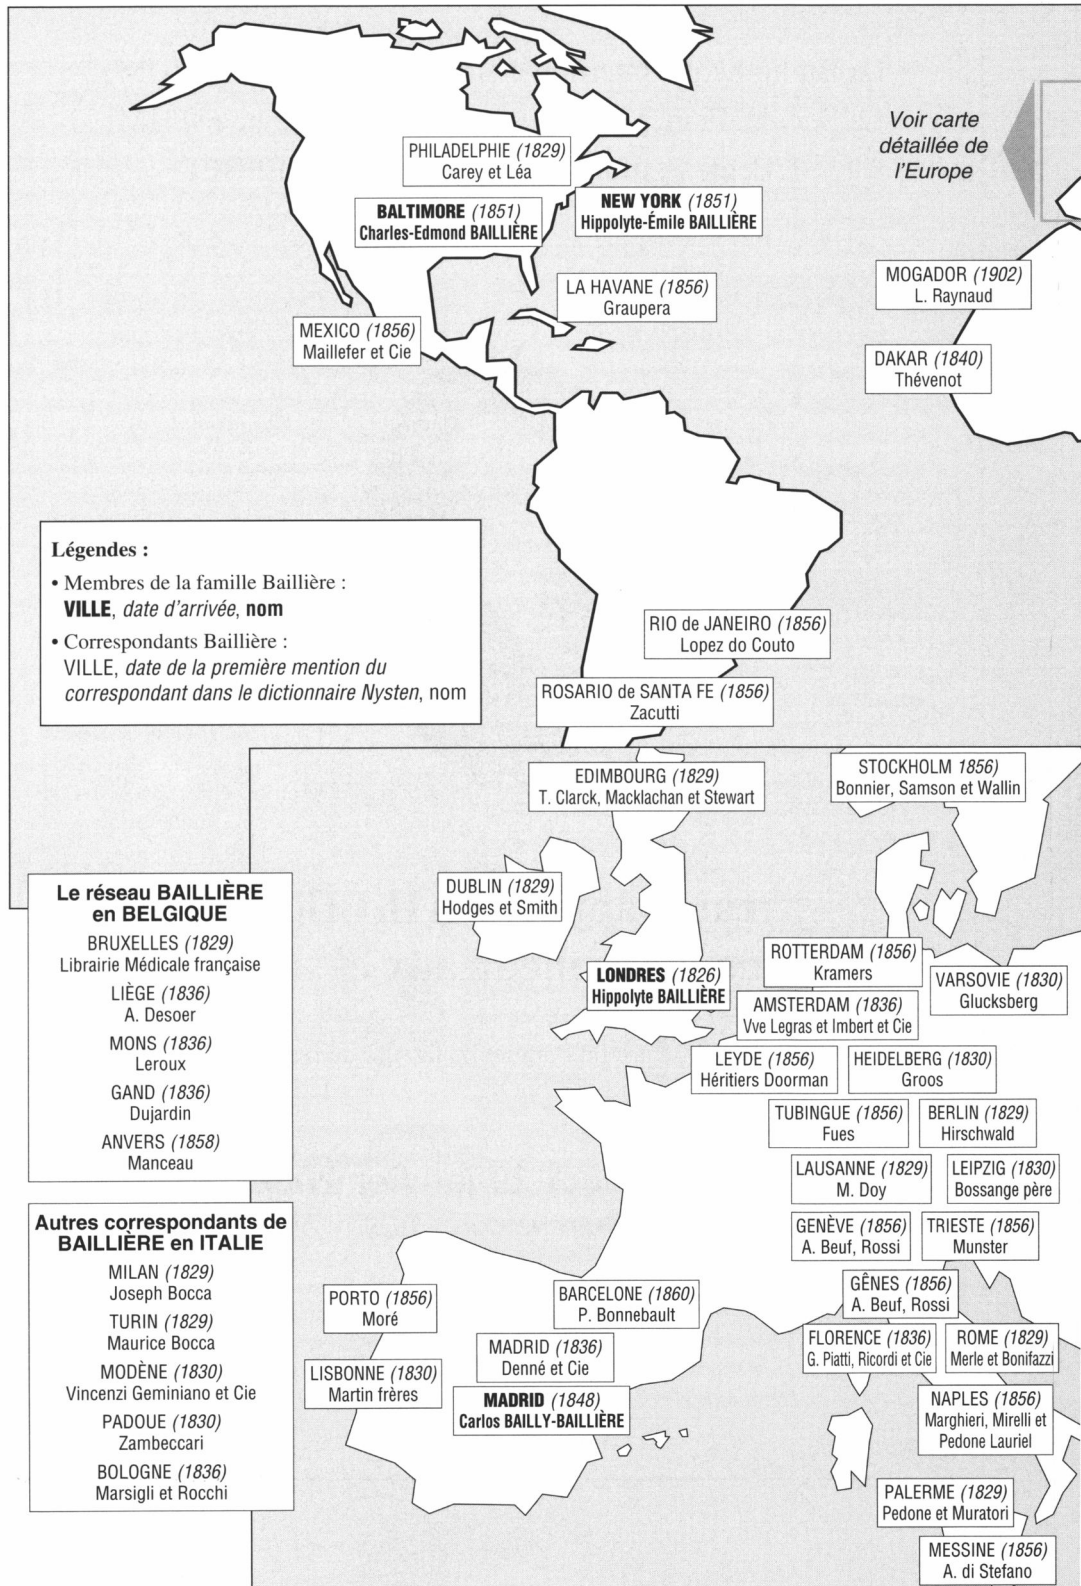 Voir carte
détaillée de
l'Europe
PHILADELPHIE (1829)
Carey et Léa
BALTIMORE (1851)
Charles-Edmond BAILLIÈRE
NEW YORK (1851)
Hippolyte-Émile BAILLIÈRE
LA HAVANE (1856)
Graupera
MEXICO (1856)
Maillefer et Cie
MOGADOR (1902)
L. Raynaud
DAKAR (1840)
Thévenot
Légendes :
• Membres de la famille Baillière :
VILLE, date d'arrivée, nom
• Correspondants Baillière :
VILLE, date de la première mention du
correspondant dans le dictionnaire Nysten, nom
RIO de JANEIRO (1856)
Lopez do Couto
ROSARIO de SANTA FE (1856)
Zacutti
EDIMBOURG (1829)
T. Clarck, Macklachan et Stewart
STOCKHOLM 1856)
Bonnier, Samson et Wallin
DUBLIN (1829)
Hodges et Smith
LONDRES (1826)
Hippolyte BAILLIÈRE
ROTTERDAM (1856)
Kramers
VARSOVIE (1830)
Glucksberg
AMSTERDAM (1836)
Vve Legras et Imbert et Cie
LEYDE (1856)
Héritiers Doorman
HEIDELBERG (1830)
Groos
TUBINGUE (1856)
Fues
BERLIN (1829)
Hirschwald
LAUSANNE (1829)
M. Doy
LEIPZIG (1830)
Bossange père
GENÈVE (1856)
A. Beuf, Rossi
TRIESTE (1856)
Munster
GÊNES (1856)
A. Beuf, Rossi
FLORENCE (1836)
G. Piatti, Ricordi et Cie
ROME (1829)
Merle et Bonifazzi
NAPLES (1856)
Marghieri, Mirelli et
Pedone Lauriel
PALERME (1829)
Pedone et Muratori
MESSINE (1856)
A. di Stefano
PORTO (1856)
Moré
BARCELONE (1860)
P. Bonnebault
MADRID (1836)
Denné et Cie
LISBONNE (1830)
Martin frères
MADRID (1848)
Carlos BAILLY-BAILLIÈRE
Le réseau BAILLIÈRE
en BELGIQUE
BRUXELLES (1829)
Librairie Médicale française
LIÈGE (1836)
A. Desoer
MONS (1836)
Leroux
GAND (1836)
Dujardin
ANVERS (1858)
Manceau
Autres correspondants de
BAILLIÈRE en ITALIE
MILAN (1829)
Joseph Bocca
TURIN (1829)
Maurice Bocca
MODÈNE (1830)
Vincenzi Geminiano et Cie
PADOUE (1830)
Zambeccari
BOLOGNE (1836)
Marsigli et Rocchi